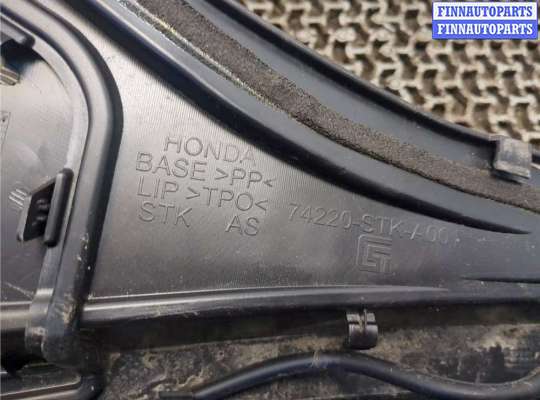 FINNAUTOPARTS
FINNAUTOPARTS
HONDA
BASE >PP<
LIP >TPO<
STK AS
74220-STK-A00